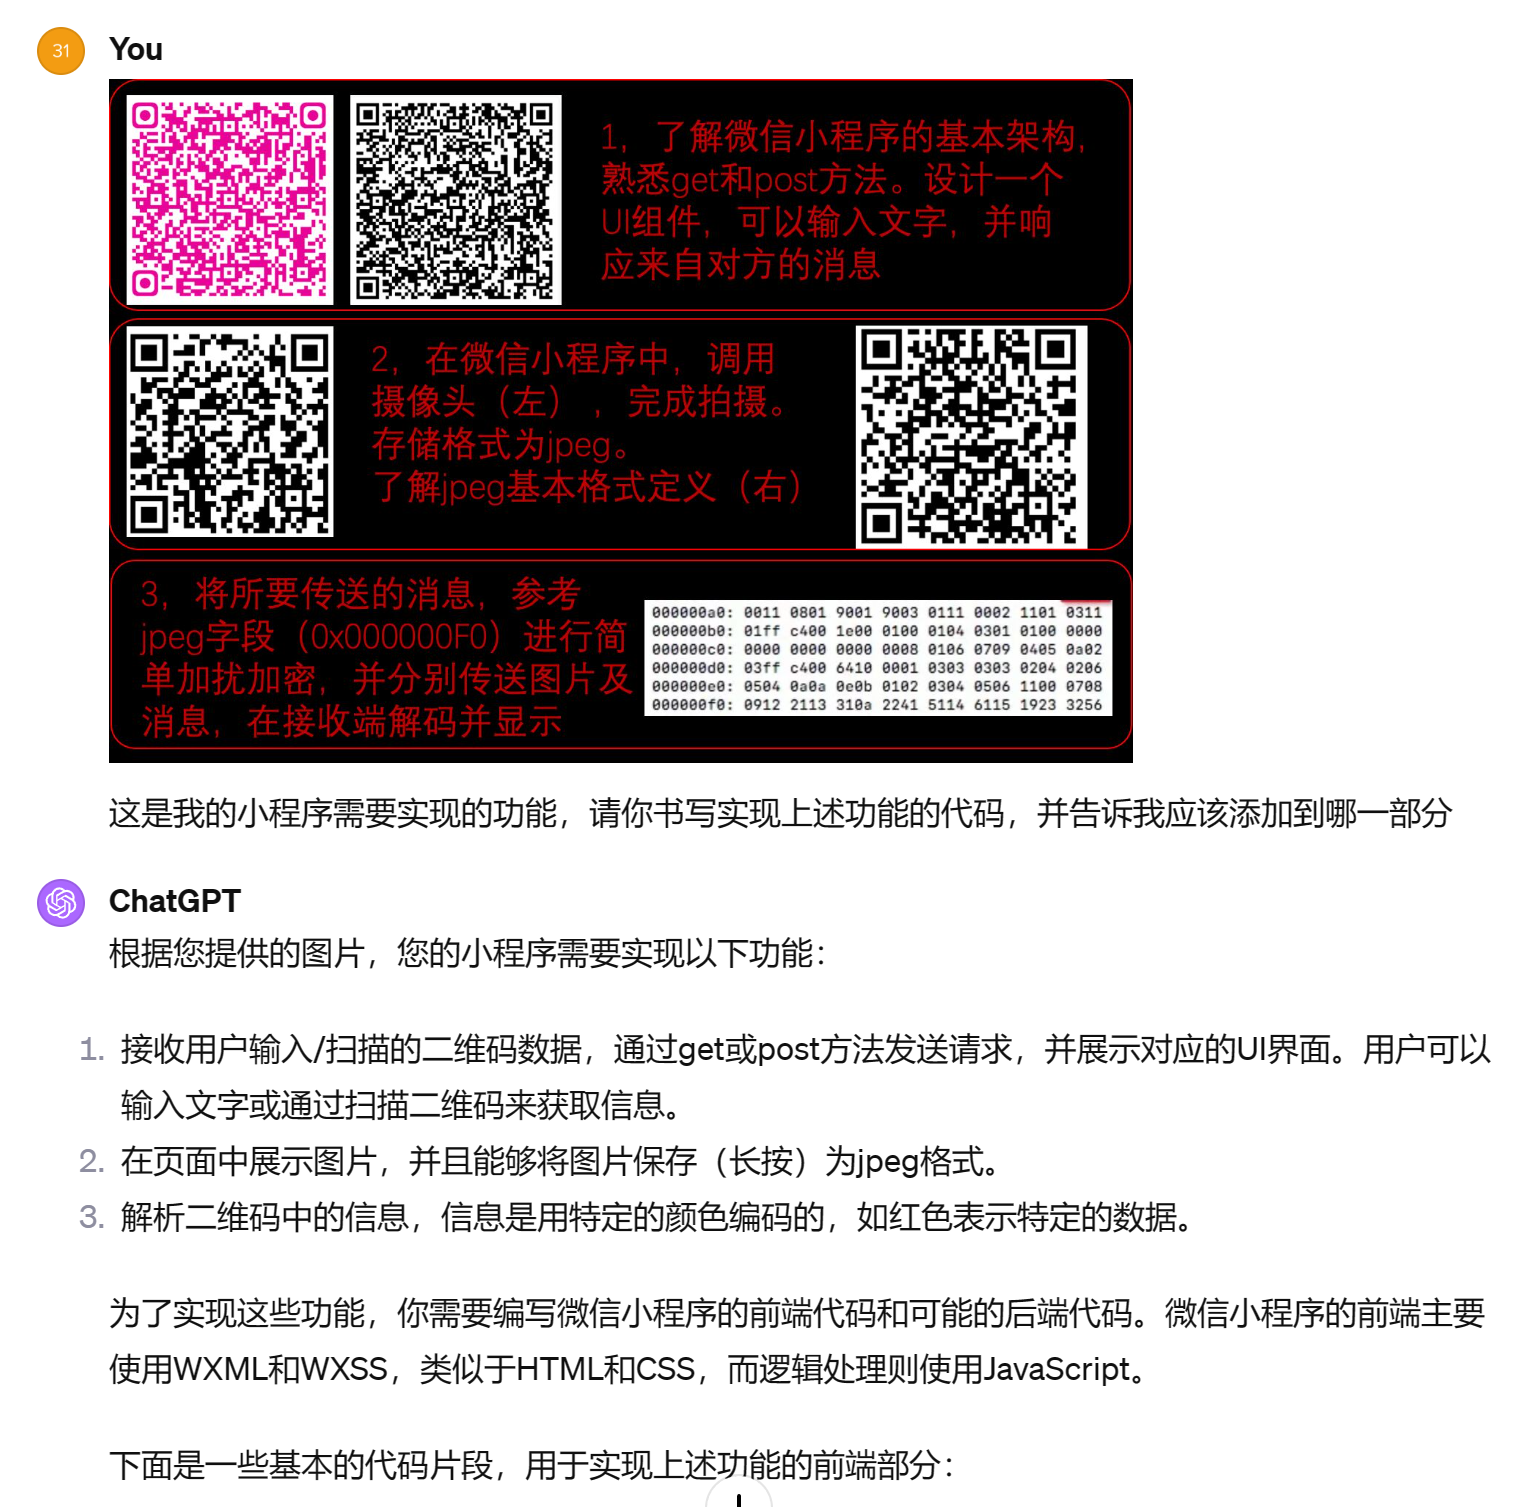 31
You
1，了解微信小程序的基本架构，
熟悉get和post方法。设计一个
UI组件，可以输入文字，并响
应来自对方的消息
2，在微信小程序中，调用
摄像头（左），完成拍摄。
存储格式为jpeg。
了解jpeg基本格式定义（右）
3，将所要传送的消息，参考
jpeg字段（0x000000F0）进行简
单加扰加密，并分别传送图片及
消息，在接收端解码并显示
000000a0: 0011 0801 9001 9003 0111 0002 1101 0311
000000b0: 01ff c400 1e00 0100 0104 0301 0100 0000
000000c0: 0000 0000 0000 0008 0106 0709 0405 0a02
000000d0: 03ff c400 6410 0001 0303 0303 0204 0206
000000e0: 0504 0a0a 0e0b 0102 0304 0506 1100 0708
000000f0: 0912 2113 310a 2241 5114 6115 1923 3256
这是我的小程序需要实现的功能，请你书写实现上述功能的代码，并告诉我应该添加到哪一部分
ChatGPT
根据您提供的图片，您的小程序需要实现以下功能：
1. 接收用户输入/扫描的二维码数据，通过get或post方法发送请求，并展示对应的UI界面。用户可以
输入文字或通过扫描二维码来获取信息。
2. 在页面中展示图片，并且能够将图片保存（长按）为jpeg格式。
3. 解析二维码中的信息，信息是用特定的颜色编码的，如红色表示特定的数据。
为了实现这些功能，你需要编写微信小程序的前端代码和可能的后端代码。微信小程序的前端主要
使用WXML和WXSS，类似于HTML和CSS，而逻辑处理则使用JavaScript。
下面是一些基本的代码片段，用于实现上述功能的前端部分：